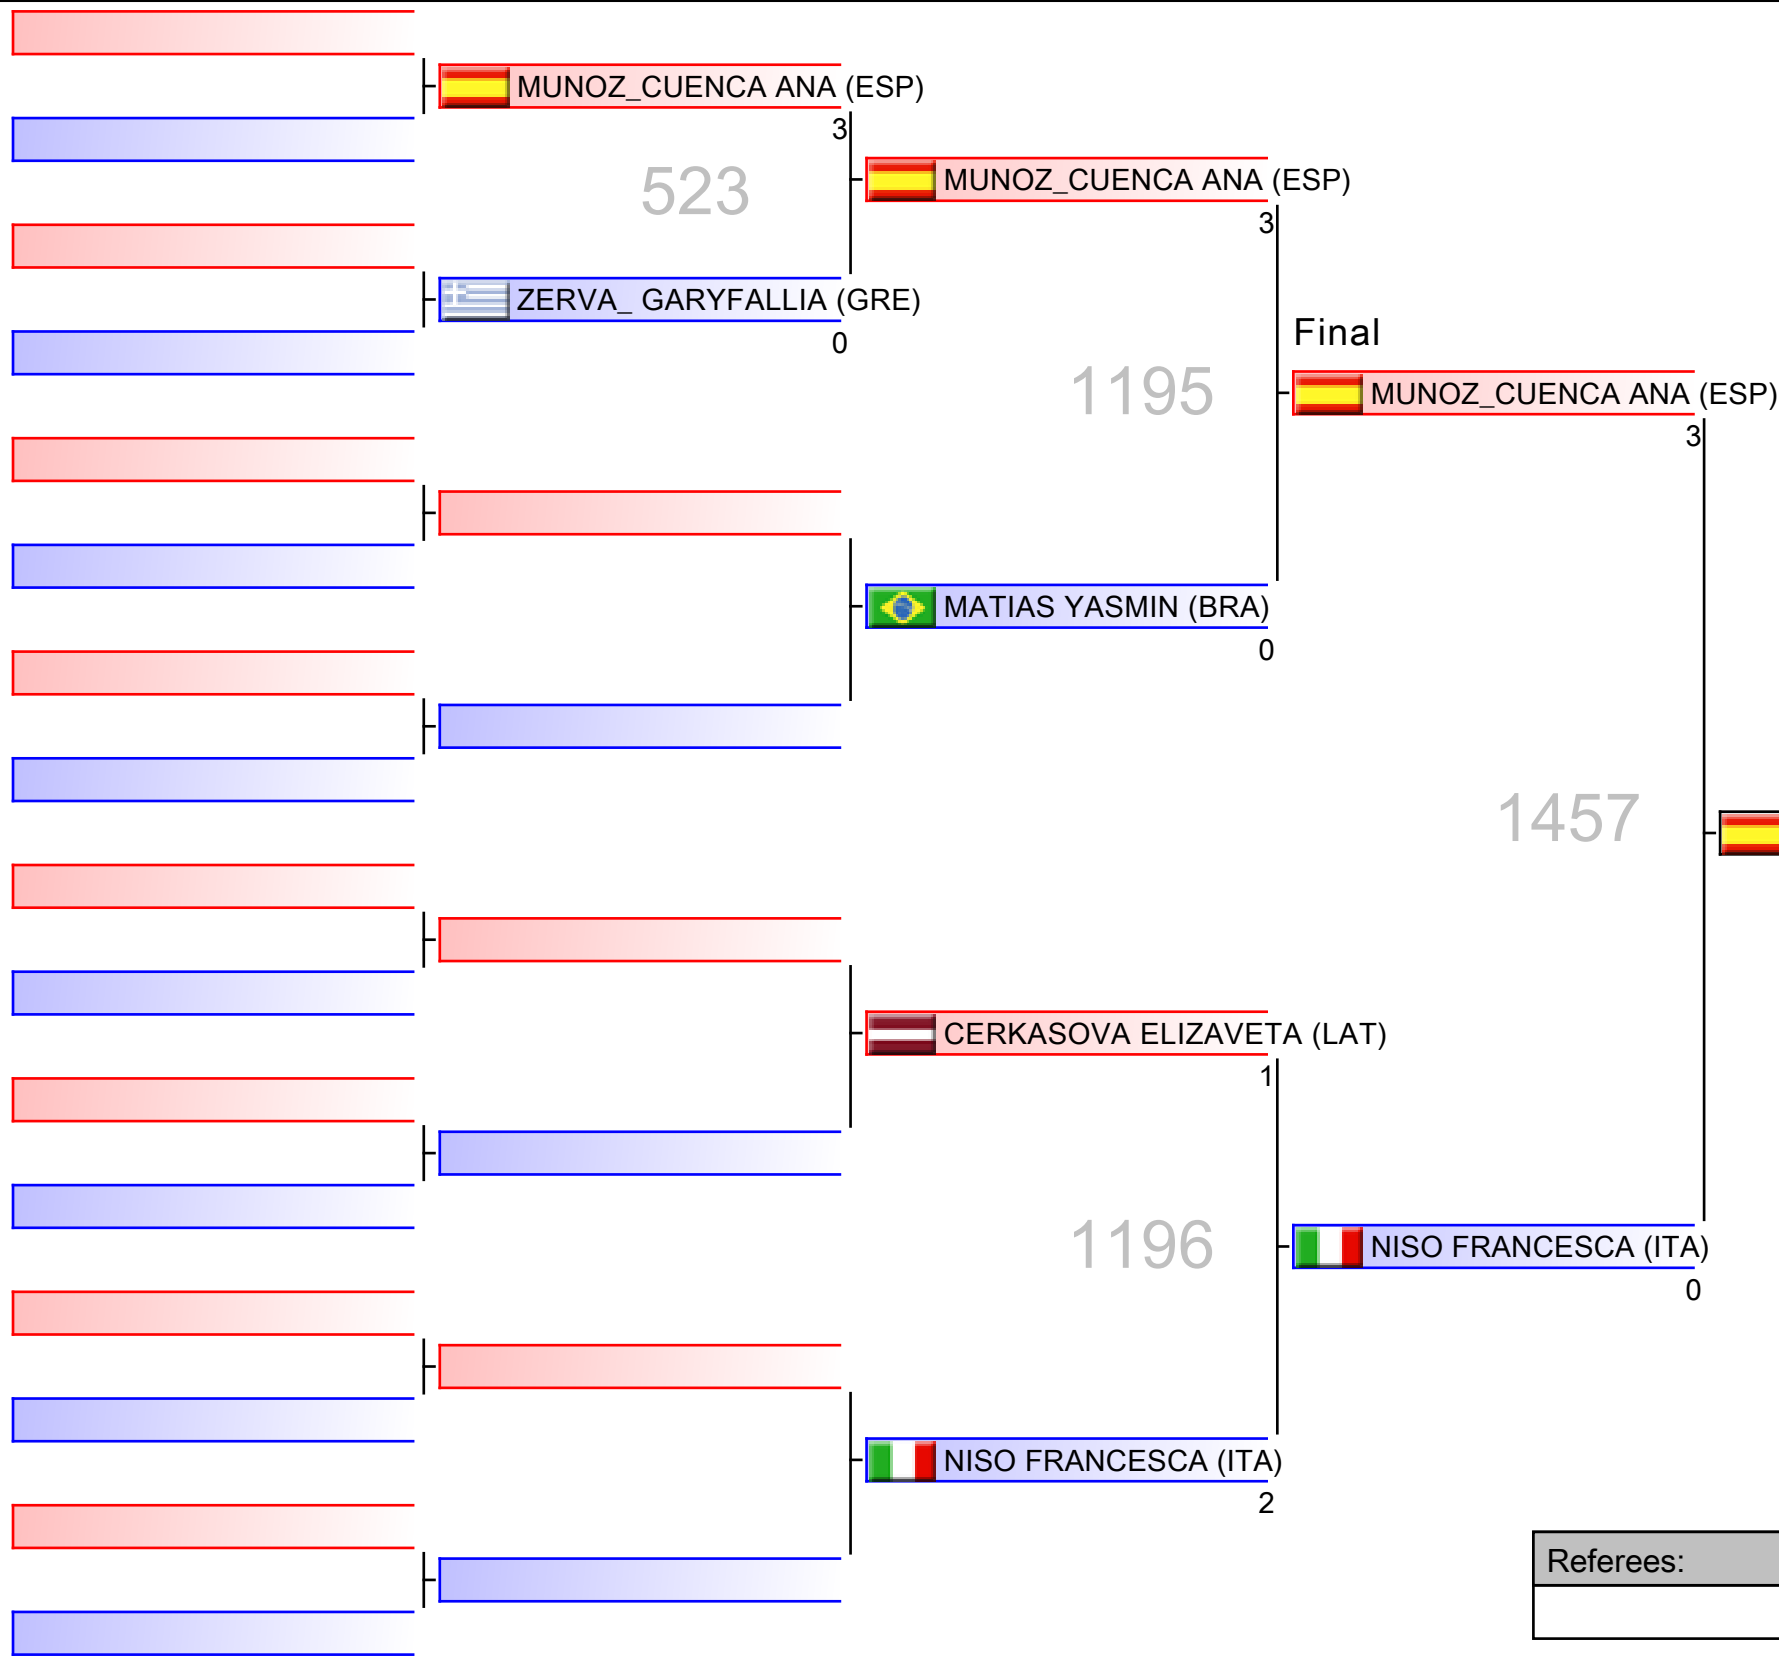 MUNOZ_CUENCA ANA (ESP)
3
523
MUNOZ_CUENCA ANA (ESP)
3
ZERVA_ GARYFALLIA (GRE)
0
Final
1195
MUNOZ_CUENCA ANA (ESP)
3
MATIAS YASMIN (BRA)
0
1457
CERKASOVA ELIZAVETA (LAT)
1
1196
NISO FRANCESCA (ITA)
0
NISO FRANCESCA (ITA)
2
Referees: